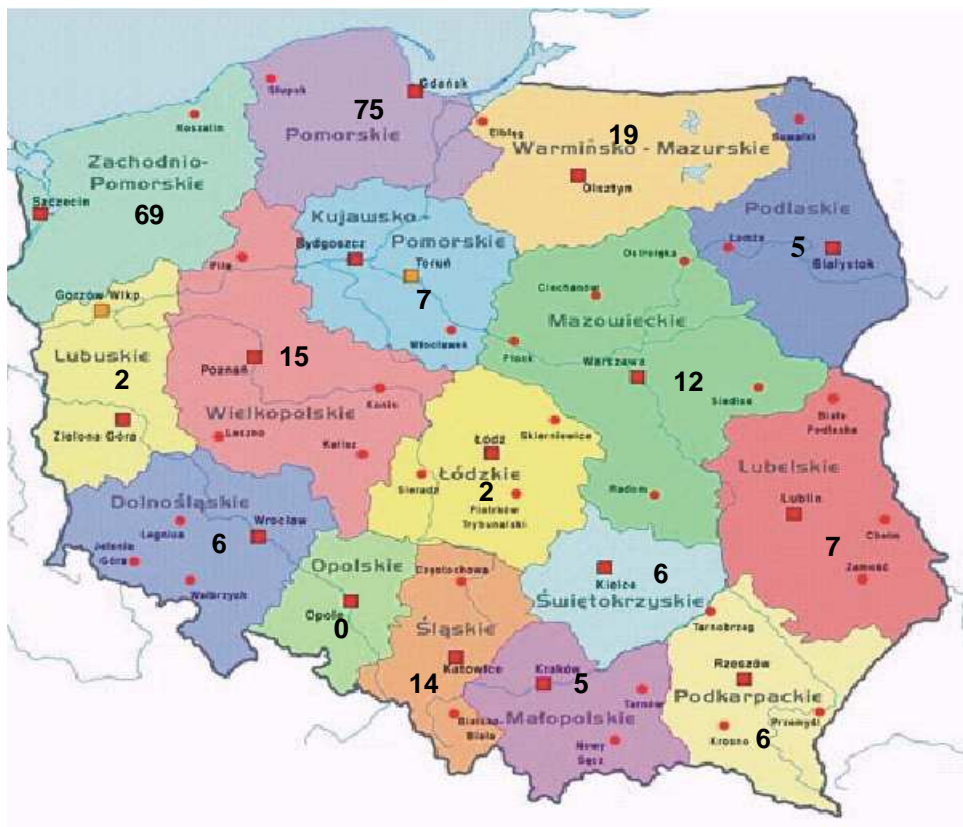 Gdańsk
Słupsk
75
Pomorskie
Koszalin
Elbląg
19
Suwałki
Warmińsko - Mazurskie
Zachodnio-
Pomorskie
Olsztyn
Szczecin
69
Kujawsko
Podlaskie
Bydgoszcz
Pomorskie
Łomża
5
Piła
Toruń
Ostrołęka
Białystok
Gorzów Wlkp
7
Ciechanów
Mazowieckie
Lubuskie
2
Poznań
15
Włocławek
Płock
Warszawa
12
Siedlce
Wielkopolskie
Konin
Biała
Podlaska
Zielona Góra
Leszno
Kalisz
Łódź
Skierniewice
Łódzkie
2
Sieradz
Piotrków
Trybunalski
Radom
Lubelskie
Lublin
Dolnośląskie
Legnica
Wrocław
6
Jelenia
Góra
Wałbrzych
Chełm
7
Zamość
Opolskie
Opole
0
Częstochowa
Śląskie
Kielce
6
Świętokrzyskie
Tarnobrzeg
Katowice
14
Kraków
5
Tarnów
Małopolskie
Bielsko
Biała
Nowy
Sącz
Rzeszów
Podkarpackie
Przemyśl
Krosno
6